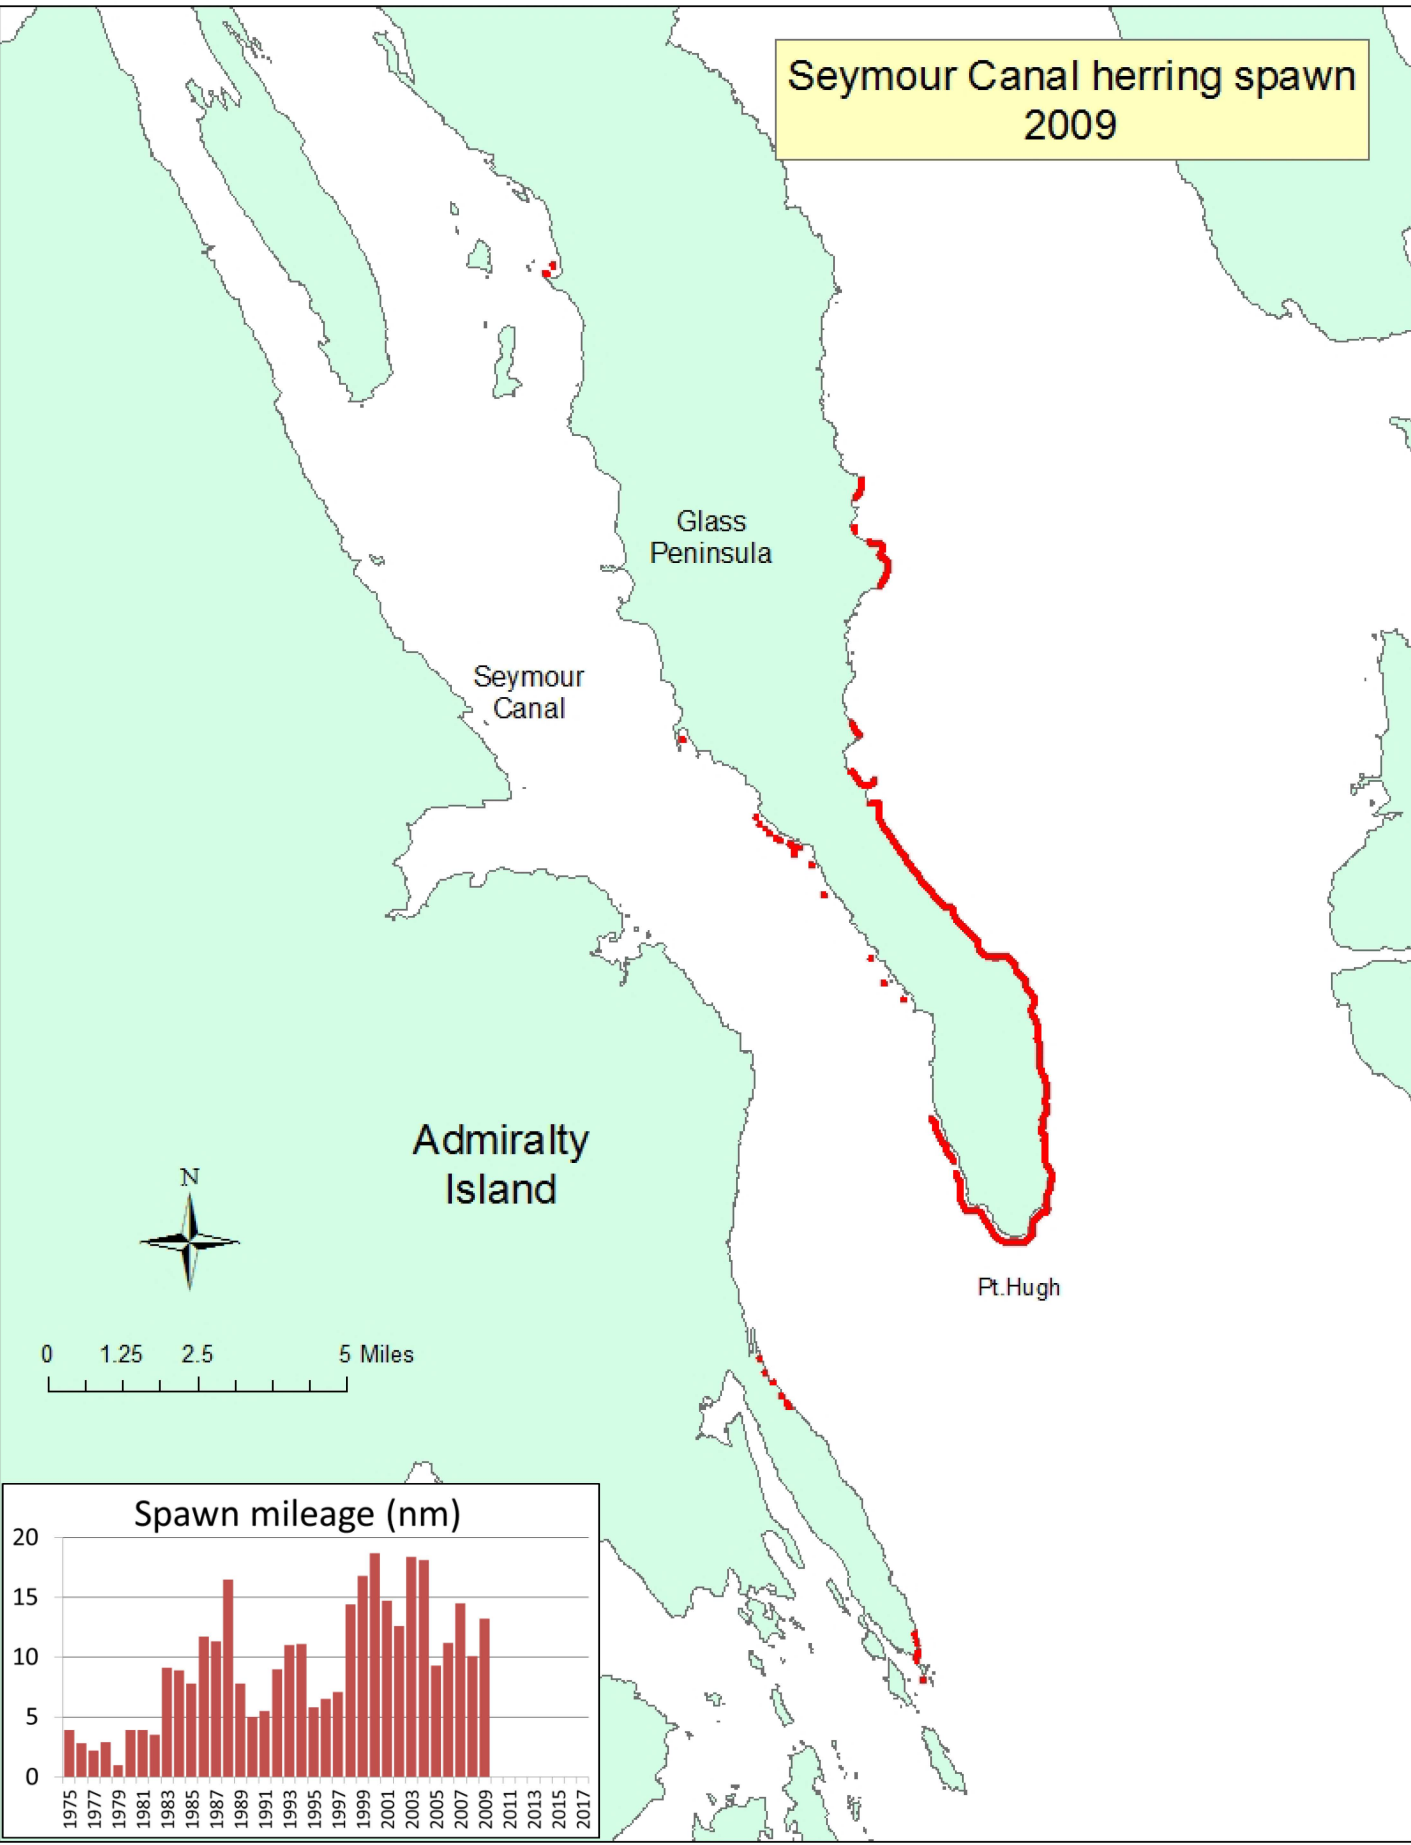 Seymour Canal herring spawn
2009
Glass
Peninsula
Seymour
Canal
Admiralty
Island
N
Pt.Hugh
0 1.25 2.5 5 Miles
Spawn mileage (nm)
20
15
10
5
0
1975 1977 1979 1981 1983 1985 1987 1989 1991 1993 1995 1997 1999 2001 2003 2005 2007 2009 2011 2013 2015 2017